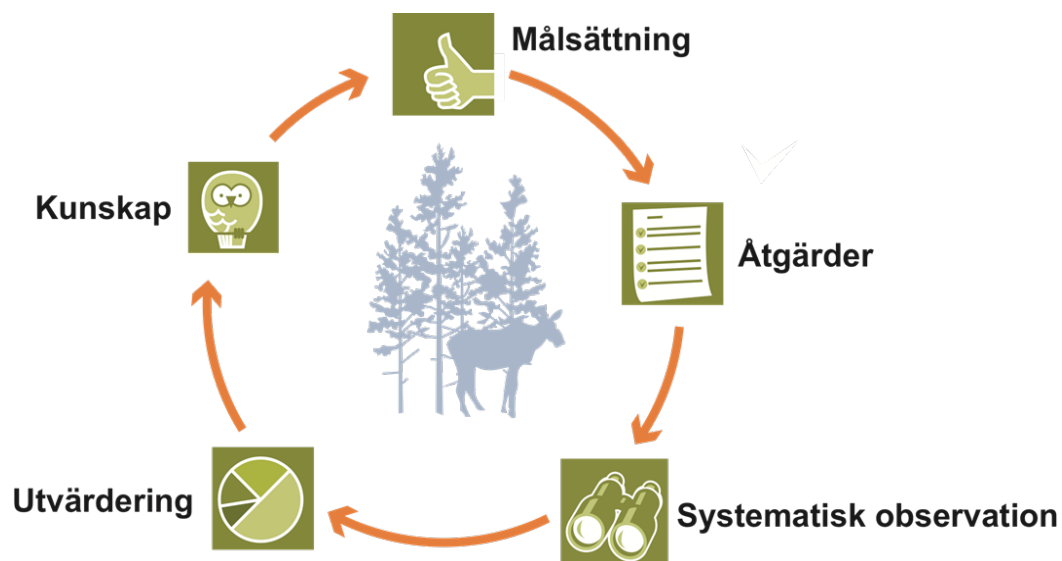 Målsättning
Åtgärder
Systematisk observation
Utvärdering
Kunskap